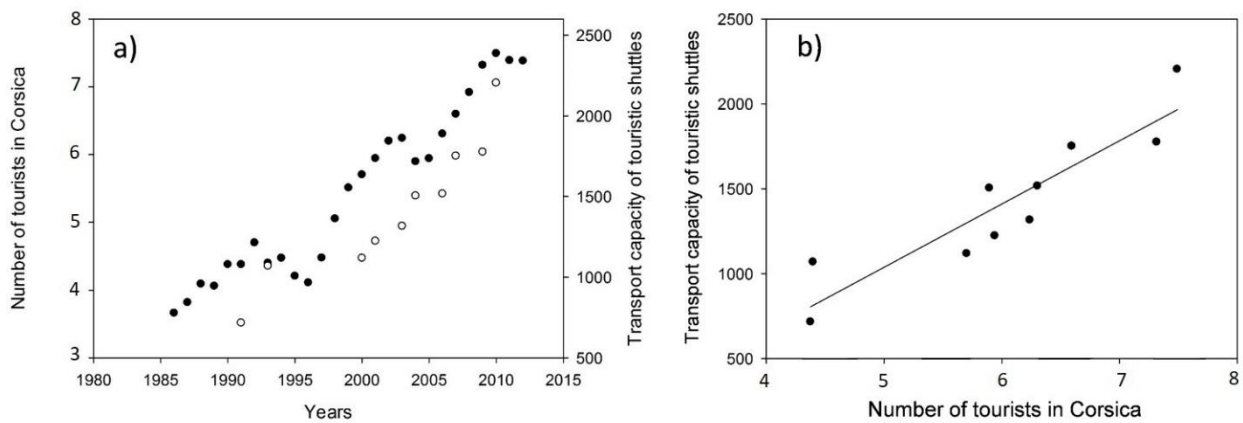 a)
8
7
6
5
4
3
Number of tourists in Corsica
2500
2000
1500
1000
500
Transport capacity of touristic shuttles
1980 1985 1990 1995 2000 2005 2010 2015
Years
b)
2500
2000
1500
1000
500
Transport capacity of touristic shuttles
4 5 6 7 8
Number of tourists in Corsica